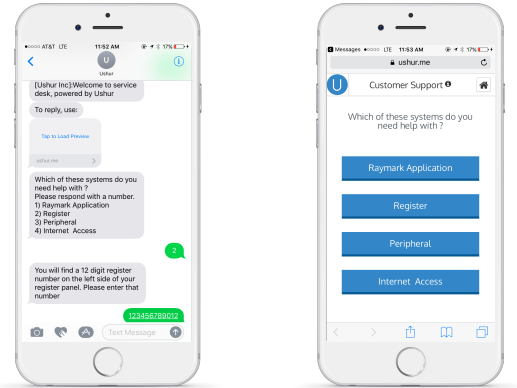 AT&T LTE 11:52 AM 17%
U
Ushur
[Ushur Inc]:Welcome to service
desk, powered by Ushur
To reply, use:
Tap to Load Preview
ushur.me
Which of these systems do you
need help with ?
Please respond with a number.
1) Raymark Application
2) Register
3) Peripheral
4) Internet Access
2
You will find a 12 digit register
number on the left side of your
register panel. Please enter that
number
123456789012
Text Message
Messages LTE 11:53 AM 17%
ushur.me
U
Customer Support
Which of these systems do you
need help with ?
Raymark Application
Register
Peripheral
Internet Access